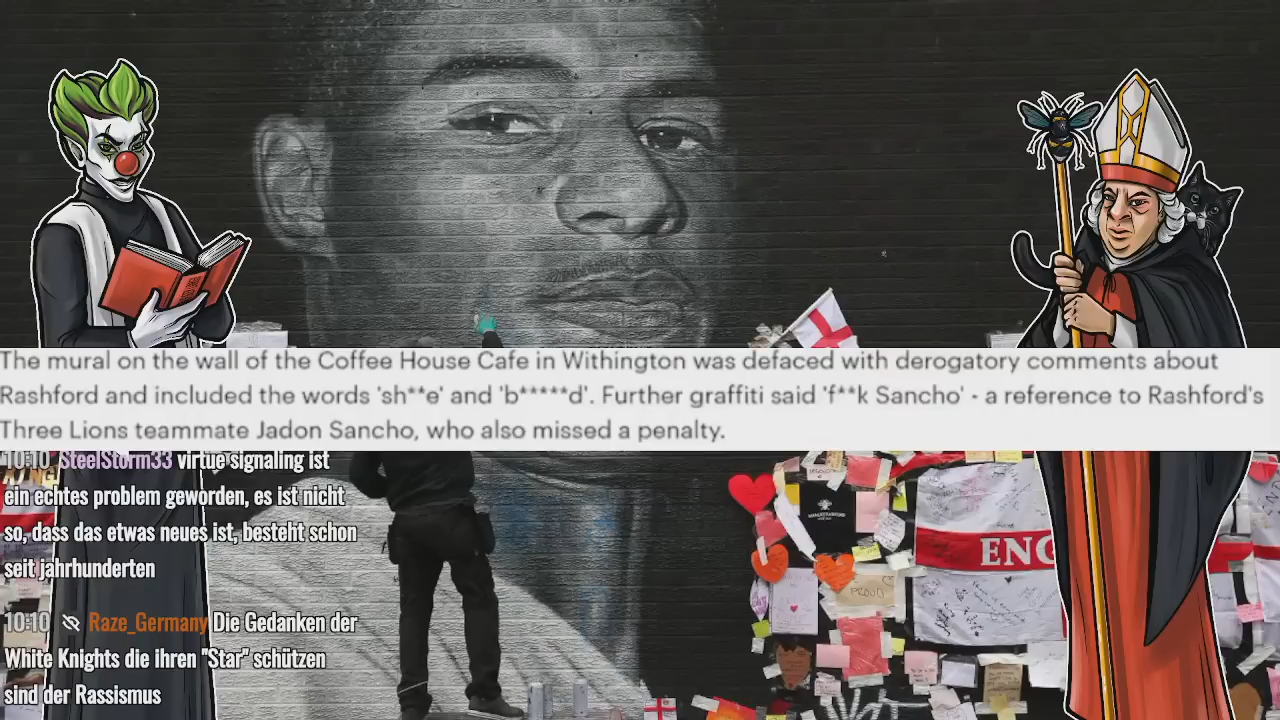 The mural on the wall of the Coffee House Cafe in Withington was defaced with derogatory comments about
Rashford and included the words 'sh**e' and 'b*****d'. Further graffiti said 'f**k Sancho' - a reference to Rashford's
Three Lions teammate Jadon Sancho, who also missed a penalty.
10:10 SteelStorm33 virtue signaling ist
ein echtes problem geworden, es ist nicht
so, dass das etwas neues ist, besteht schon
seit jahrhunderten
10:10 Raze_Germany Die Gedanken der
White Knights die ihren "Star" schützen
sind der Rassismus
ENG
PROUD